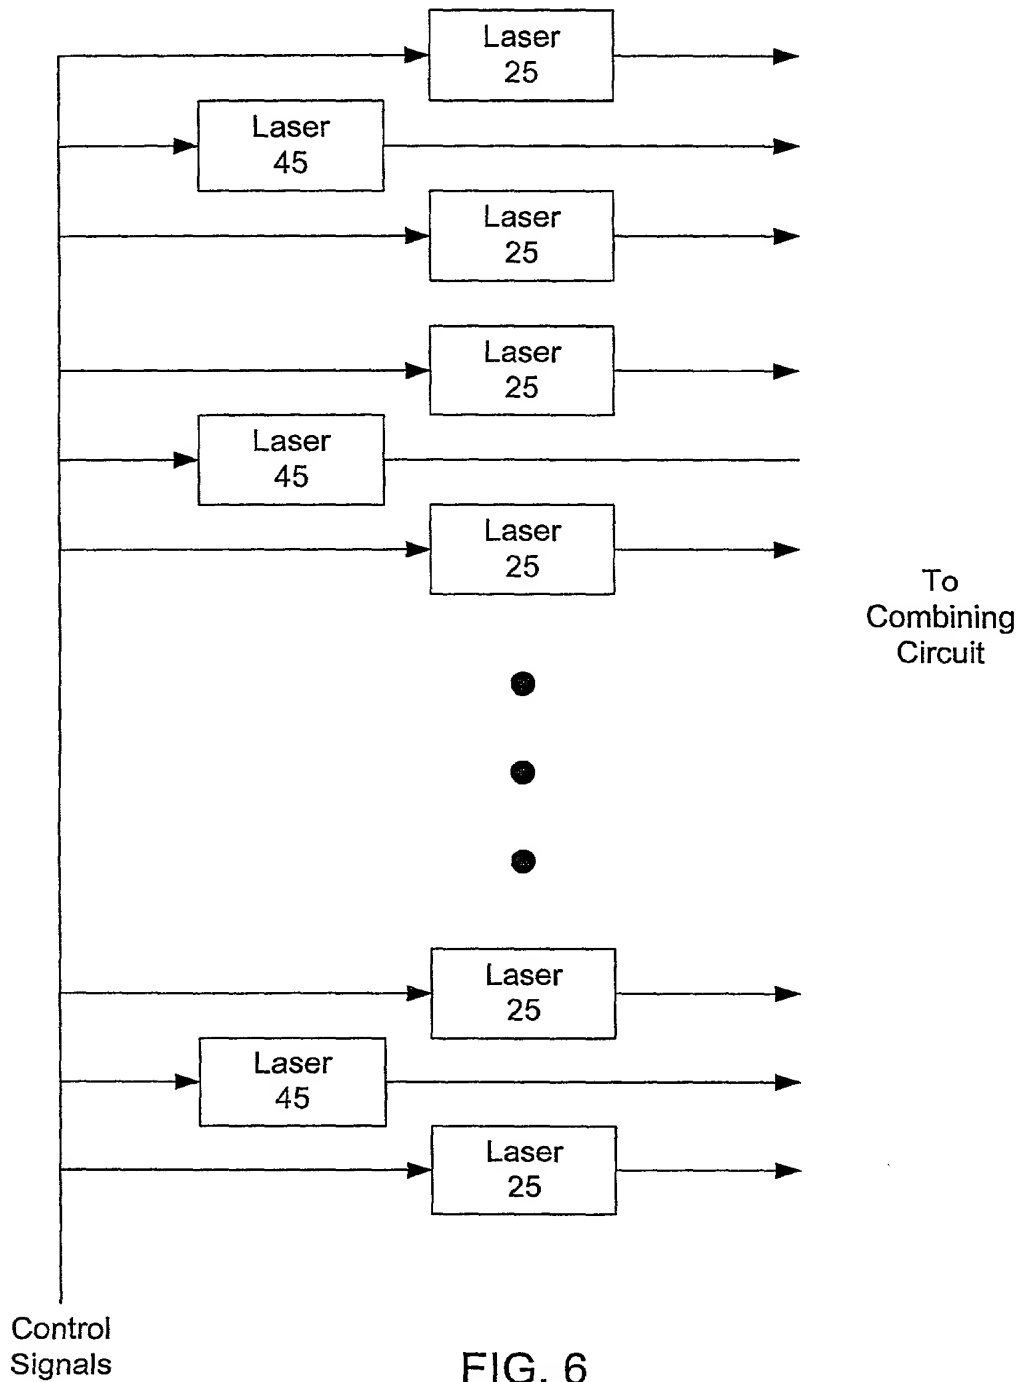 Laser
25
Laser
45
Laser
25
Laser
25
Laser
45
Laser
25
To
Combining
Circuit
Laser
25
Laser
45
Laser
25
Control
Signals
FIG. 6